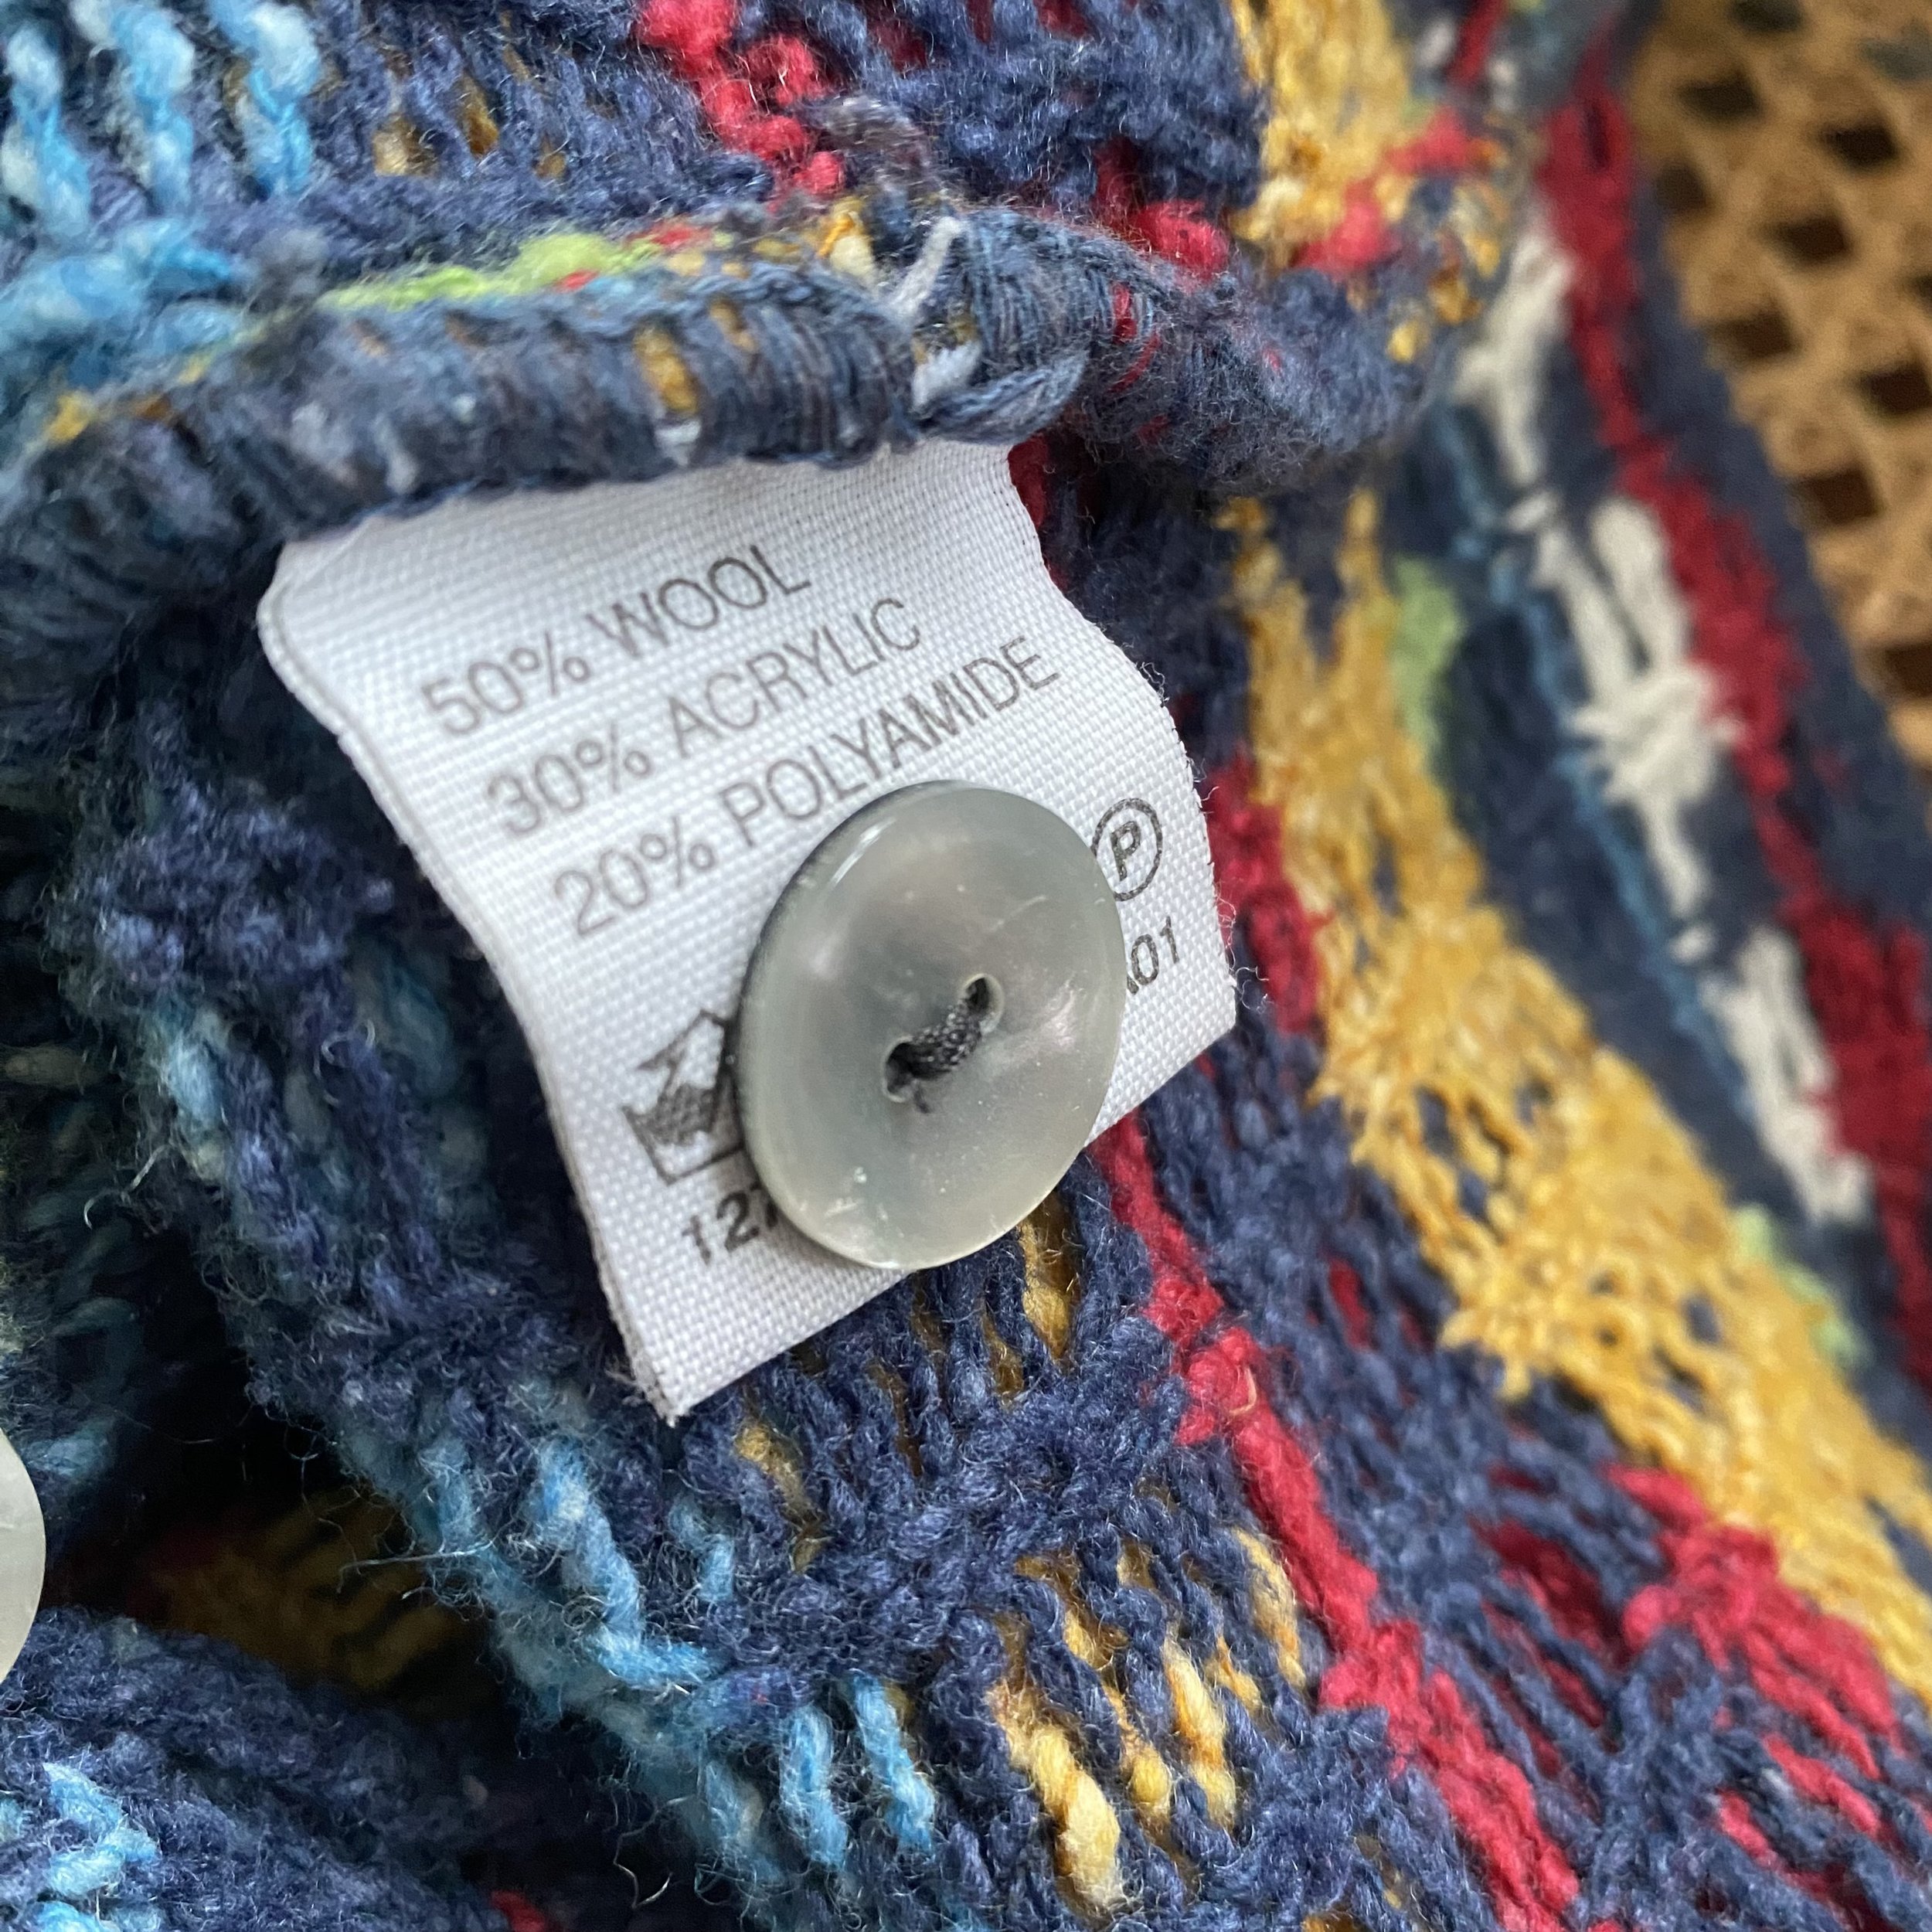 50% WOOL
30% ACRYLIC
20% POLYAMIDE
P